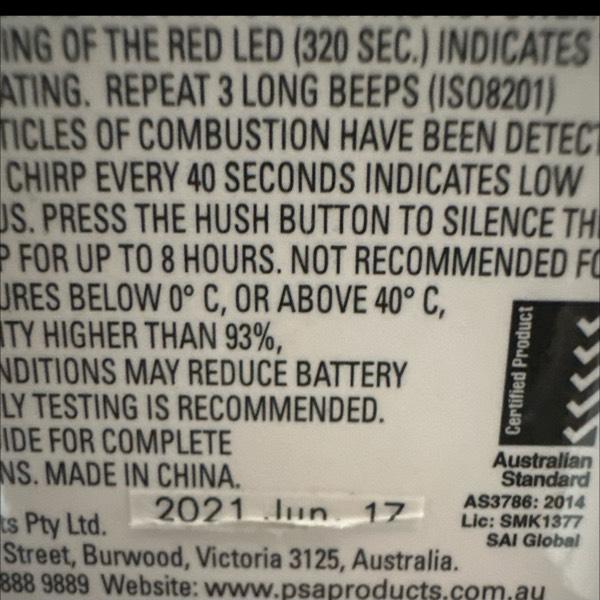 ING OF THE RED LED (320 SEC.) INDICATES
ATING. REPEAT 3 LONG BEEPS (ISO8201)
TICLES OF COMBUSTION HAVE BEEN DETECT
CHIRP EVERY 40 SECONDS INDICATES LOW
US. PRESS THE HUSH BUTTON TO SILENCE TH
P FOR UP TO 8 HOURS. NOT RECOMMENDED FO
URES BELOW 0° C, OR ABOVE 40° C,
ITY HIGHER THAN 93%,
NDITIONS MAY REDUCE BATTERY
LY TESTING IS RECOMMENDED.
IDE FOR COMPLETE
NS. MADE IN CHINA.
2021 Jun. 17
ts Pty Ltd.
Street, Burwood, Victoria 3125, Australia.
888 9889 Website: www.psaproducts.com.au
Certified Product
Australian
Standard
AS3786: 2014
Lic: SMK1377
SAI Global